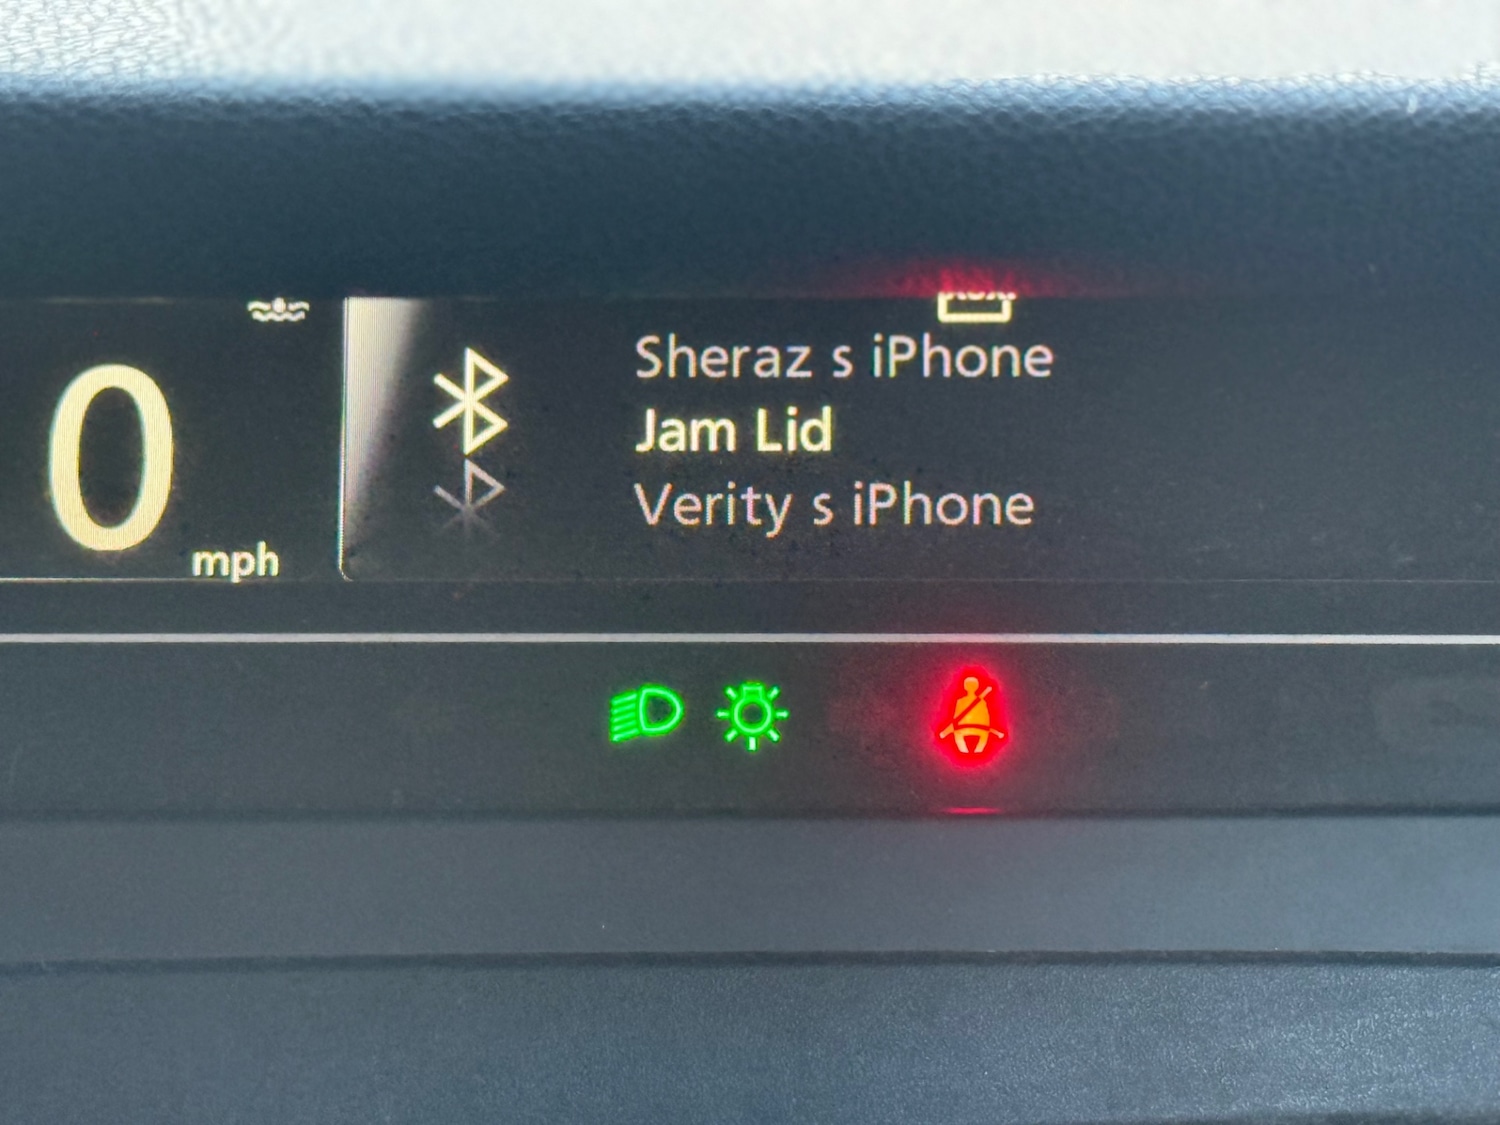 Sheraz s iPhone
0
Jam Lid
Verity s iPhone
mph